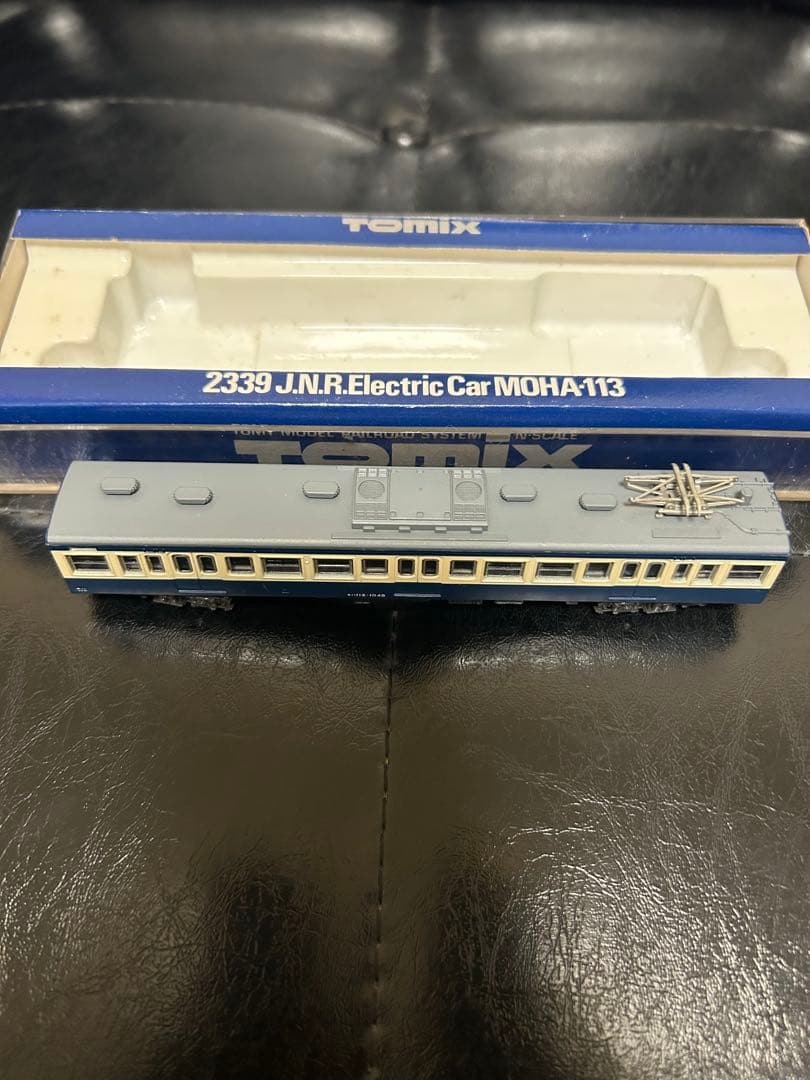 TOMIX
2339 J.N.R.Electric Car MOHA·113
TOMY MODEL RAILROAD SYSTEM N-SCALE
TOMIX